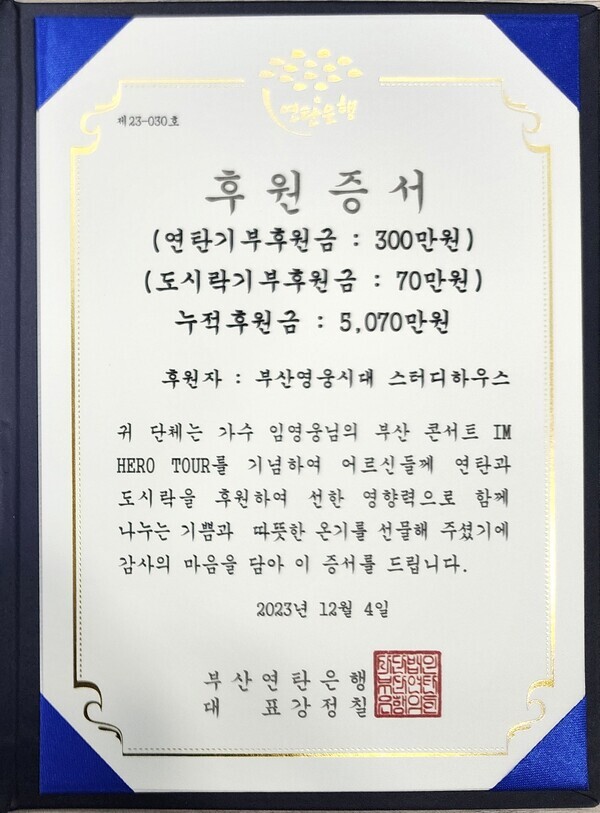 연탄은행
제23-030호
후원증서
(연탄기부후원금 : 300만원)
(도시락기부후원금 : 70만원)
누적후원금 : 5,070만원
후원자 : 부산영웅시대 스터디하우스
귀 단체는 가수 임영웅님의 부산 콘서트 IM
HERO TOUR를 기념하여 어르신들께 연탄과
도시락을 후원하여 선한 영향력으로 함께
나누는 기쁨과 따뜻한 온기를 선물해 주셨기에
감사의 마음을 담아 이 증서를 드립니다.
2023년 12월 4일
부산연탄은행
대 표강정칠